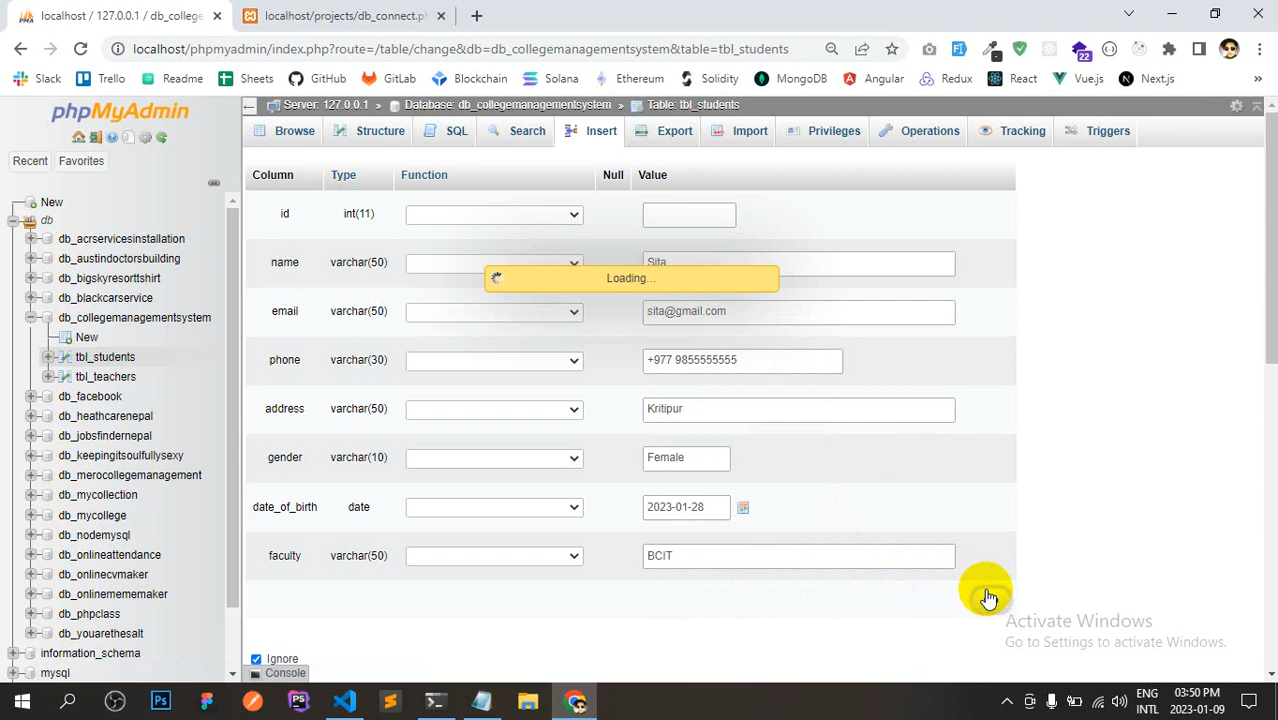 localhost / 127.0.0.1 / db_colleg
localhost/projects/db_connect.ph
localhost/phpmyadmin/index.php?route=/table/change&db=db_collegemanagementsystem&table=tbl_students
22
Slack Trello Readme Sheets GitHub GitLab Blockchain Solana Ethereum Solidity MongoDB Angular Redux React Vue.js Next.js
phpMyAdmin
Recent Favorites
New
db
db_acrservicesinstallation
db_austindoctorsbuilding
db_bigskyresorttshirt
db_blackcarservice
db_collegemanagementsystem
New
tbl_students
tbl_teachers
db_facebook
db_heathcarenepal
db_jobsfindernepal
db_keepingitsoulfullysexy
db_merocollegemanagement
db_mycollection
db_mycollege
db_nodemysql
db_onlineattendance
db_onlinecvmaker
db_onlinemememaker
db_phpclass
db_youarethesalt
information_schema
mysql
Server: 127.0.0.1 » Database: db_collegemanagementsystem » Table: tbl_students
Browse Structure SQL Search Insert Export Import Privileges Operations Tracking Triggers
Column Type Function Null Value
id int(11)
name varchar(50) Sita
Loading...
email varchar(50) sita@gmail.com
phone varchar(30) +977 9855555555
address varchar(50) Kritipur
gender varchar(10) Female
date_of_birth date 2023-01-28
faculty varchar(50) BCIT
Ignore
Console
Activate Windows
Go to Settings to activate Windows.
ENG
INTL
03:50 PM
2023-01-09